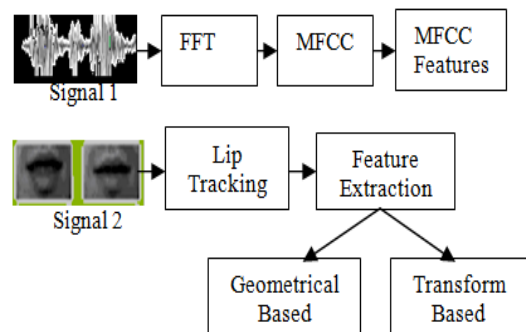 FFT
MFCC
MFCC
Features
Signal 1
Lip
Tracking
Feature
Extraction
Signal 2
Geometrical
Based
Transform
Based